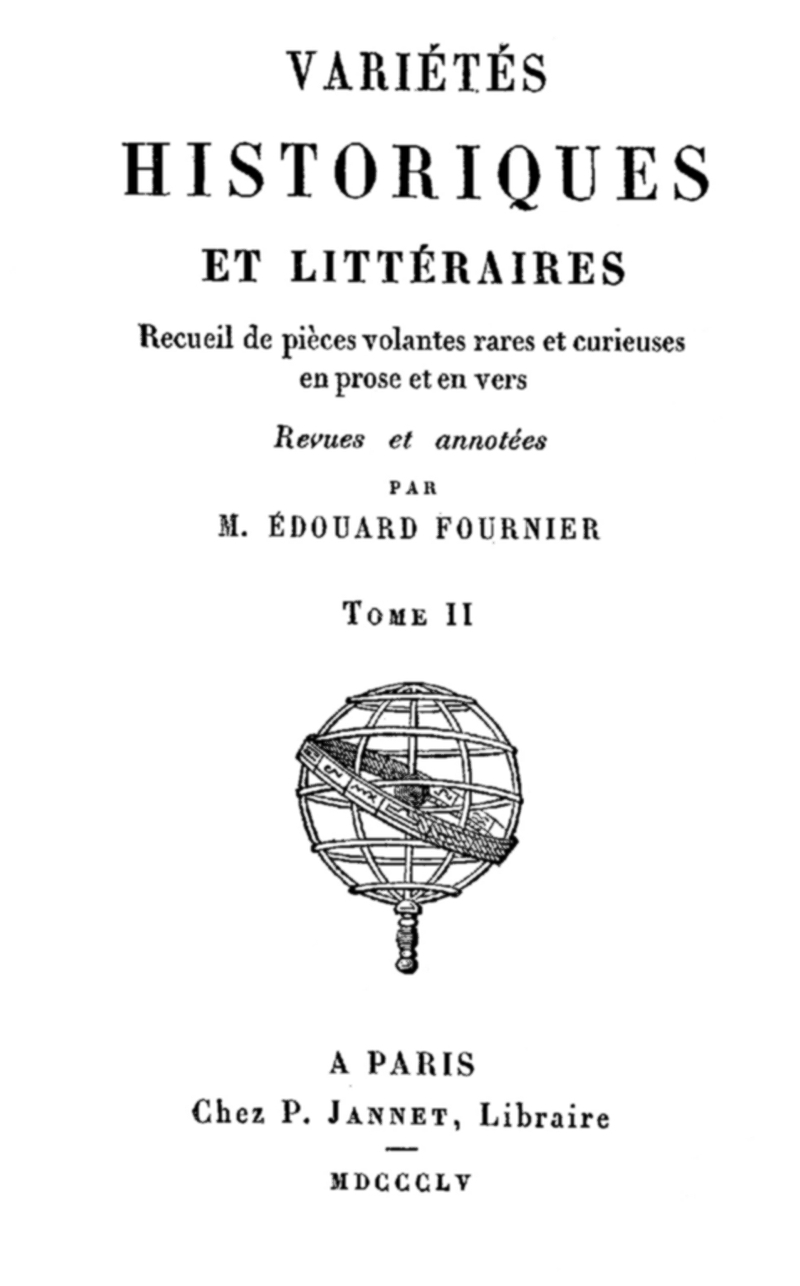 VARIÉTÉS
HISTORIQUES
ET LITTÉRAIRES
Recueil de pièces volantes rares et curieuses
en prose et en vers
Revues et annotées
PAR
M. ÉDOUARD FOURNIER
TOME II
A PARIS
Chez P. JANNET, Libraire
MDCCCLV